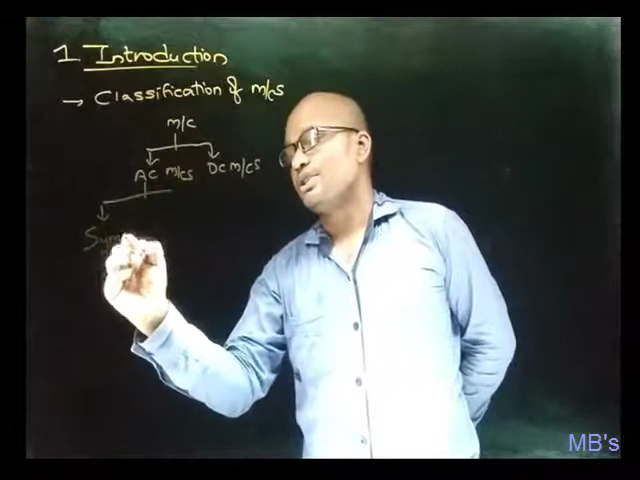 1. Introduction
→ Classification of m/cs
m/c
AC m/cs DC m/cs
MB's